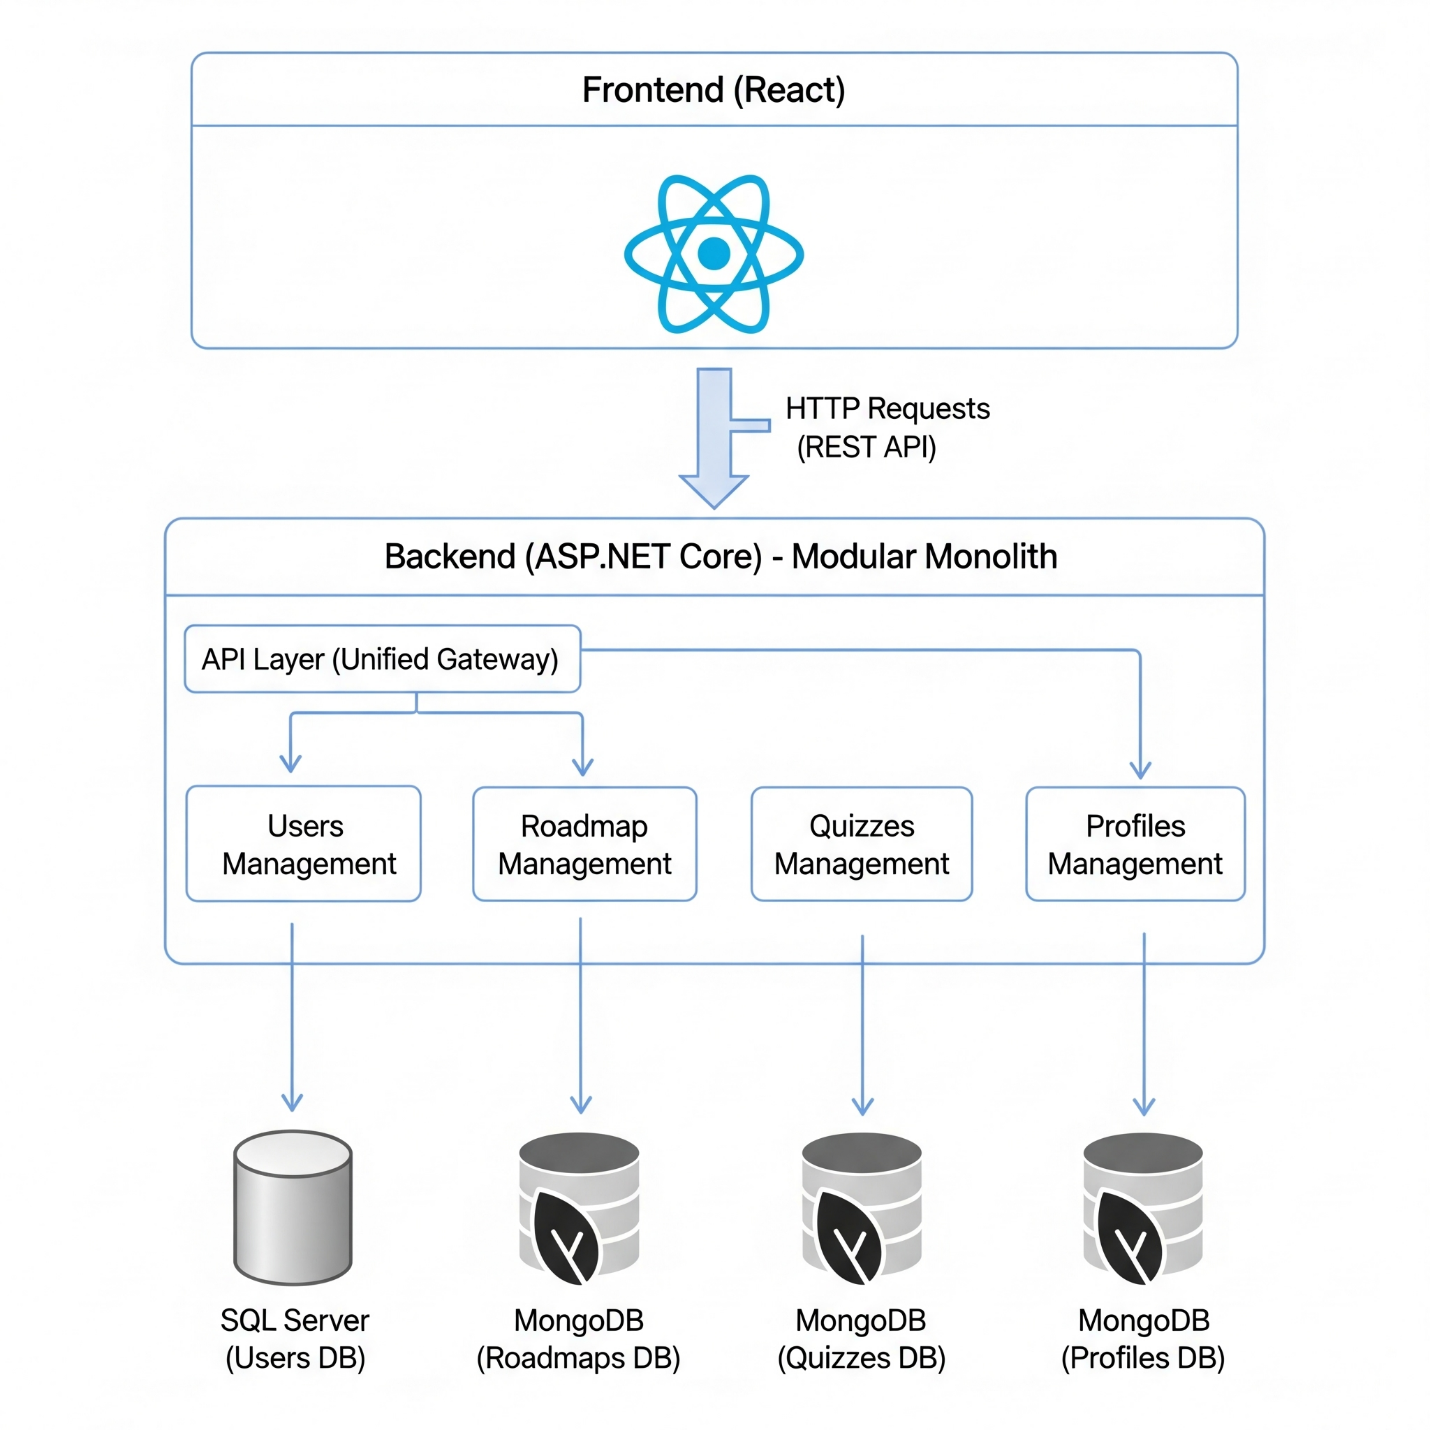 Frontend (React)
HTTP Requests
(REST API)
Backend (ASP.NET Core) - Modular Monolith
API Layer (Unified Gateway)
Users
Management
Roadmap
Management
Quizzes
Management
Profiles
Management
SQL Server
(Users DB)
MongoDB
(Roadmaps DB)
MongoDB
(Quizzes DB)
MongoDB
(Profiles DB)